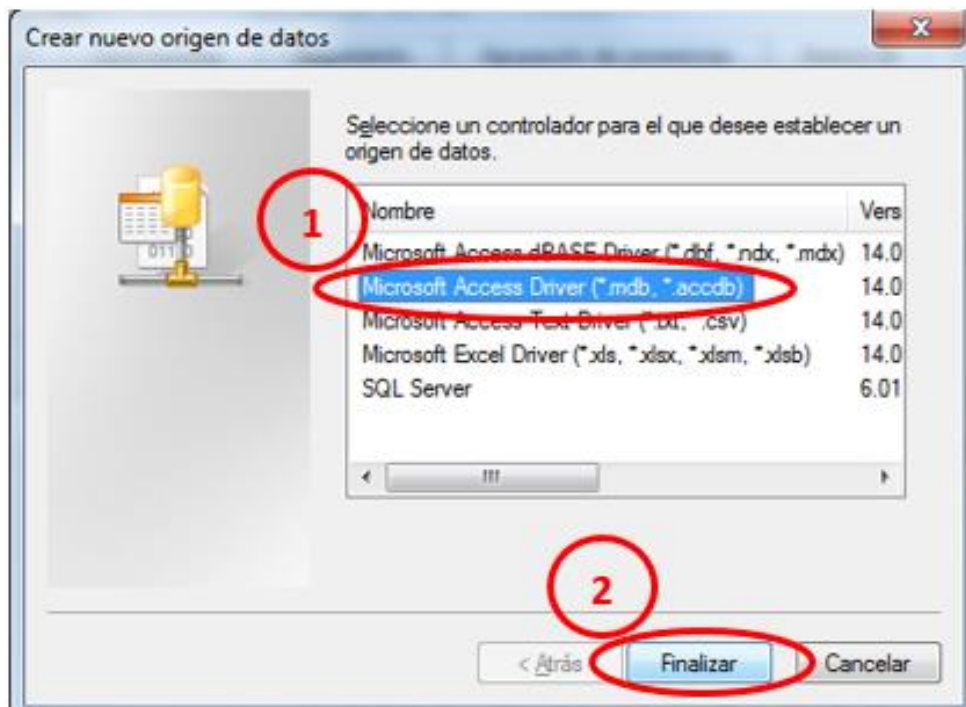 Crear nuevo origen de datos
Seleccione un controlador para el que desee establecer un
origen de datos.
1
Nombre Vers
Microsoft Access dBASE Driver (*.dbf, *.ndx, *.mdx) 14.0
Microsoft Access Driver (*.mdb, *.accdb) 14.0
Microsoft Access Text Driver (*.txt, *.csv) 14.0
Microsoft Excel Driver (*.xls, *.xlsx, *.xlsm, *.xlsb) 14.0
SQL Server 6.01
2
< Atrás Finalizar Cancelar